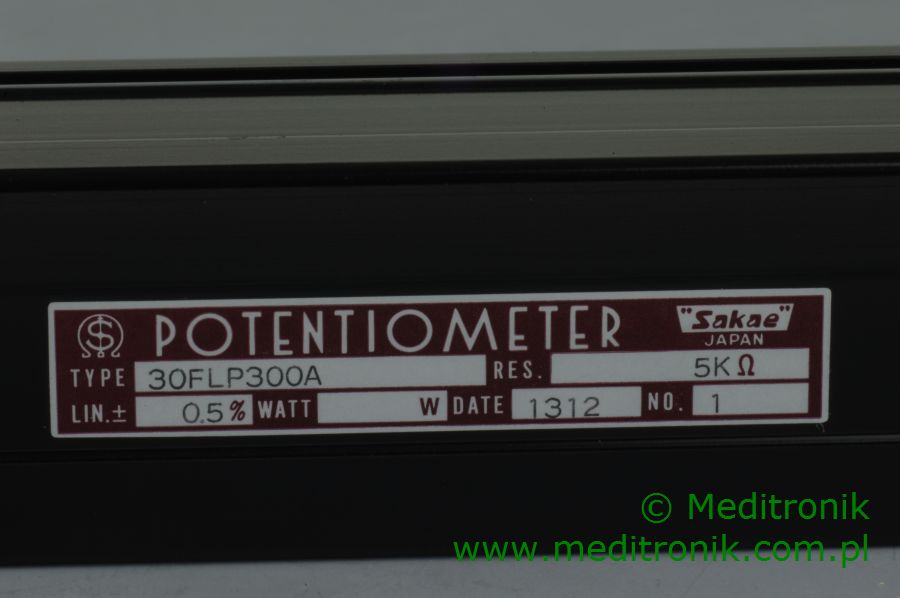 POTENTIOMETER "Sakae"
JAPAN
TYPE 30FLP300A RES. 5KΩ
LIN.± 0.5% WATT W DATE 1312 NO. 1
© Meditronik
www.meditronik.com.pl